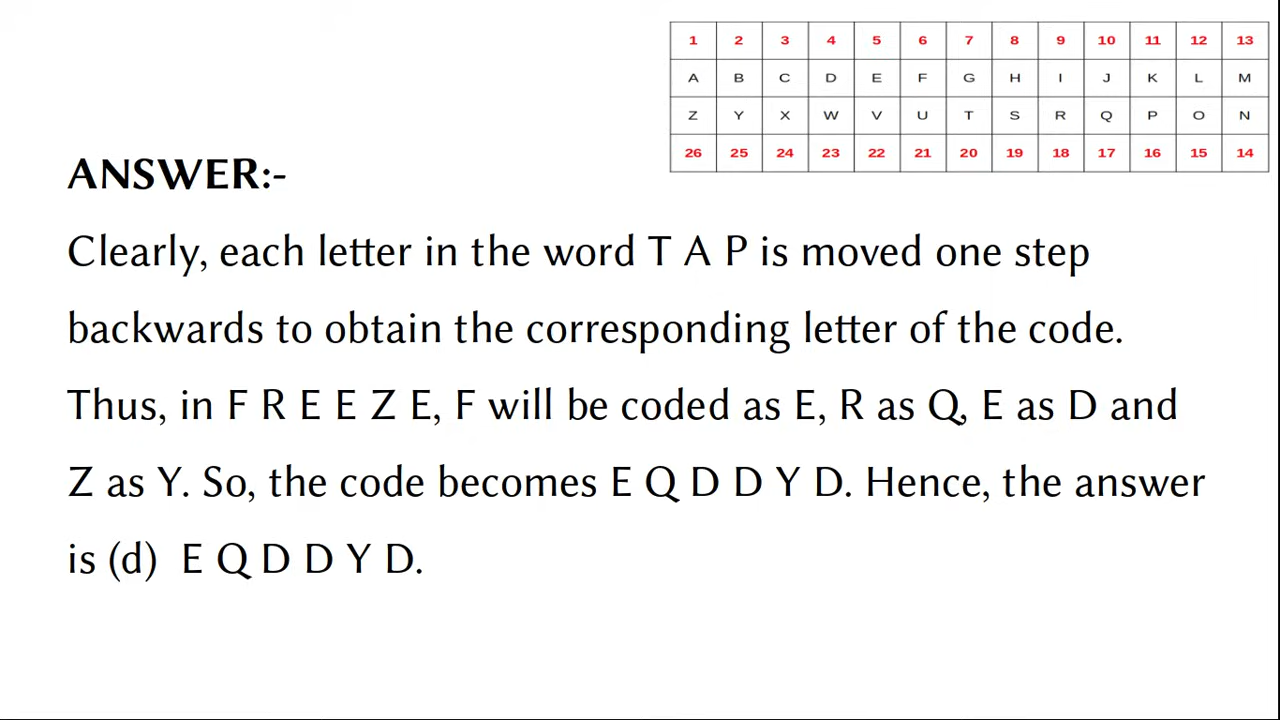 1 2 3 4 5 6 7 8 9 10 11 12 13
A B C D E F G H I J K L M
Z Y X W V U T S R Q P O N
26 25 24 23 22 21 20 19 18 17 16 15 14
ANSWER:-
Clearly, each letter in the word T A P is moved one step
backwards to obtain the corresponding letter of the code.
Thus, in F R E E Z E, F will be coded as E, R as Q, E as D and
Z as Y. So, the code becomes E Q D D Y D. Hence, the answer
is (d) E Q D D Y D.